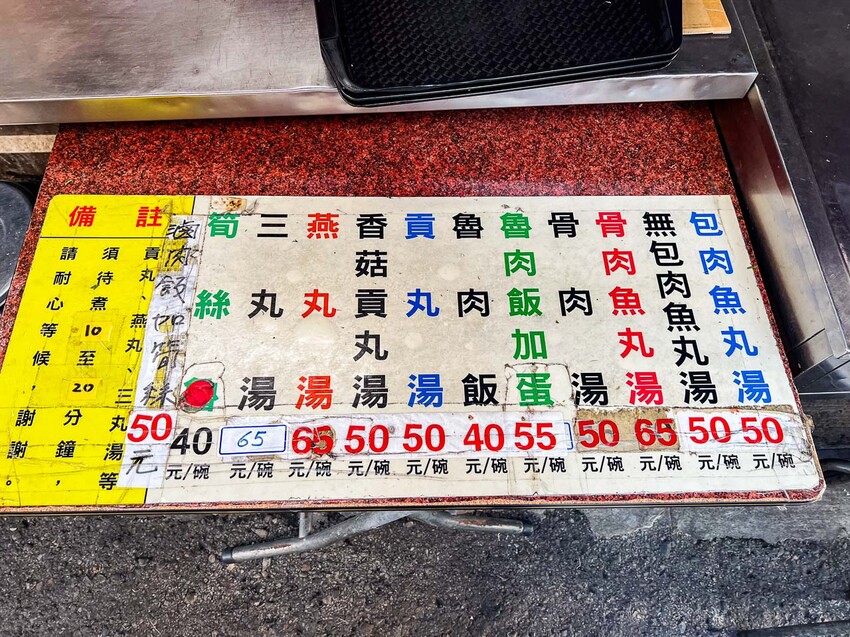 包肉魚丸湯
50
元/碗
無包肉魚丸湯
50
元/碗
骨肉魚丸湯
65
元/碗
骨肉湯
50
元/碗
魯肉飯加蛋
55
元/碗
魯肉飯
40
元/碗
貢丸湯
50
元/碗
香菇貢丸湯
50
元/碗
燕丸湯
65
元/碗
三丸湯
65
元/碗
筍絲
40
元/碗
滷肉飯加筍絲
50
元
備註
貢丸、燕丸、三丸湯等
須待煮10至20分鐘，
請耐心等候，謝謝。